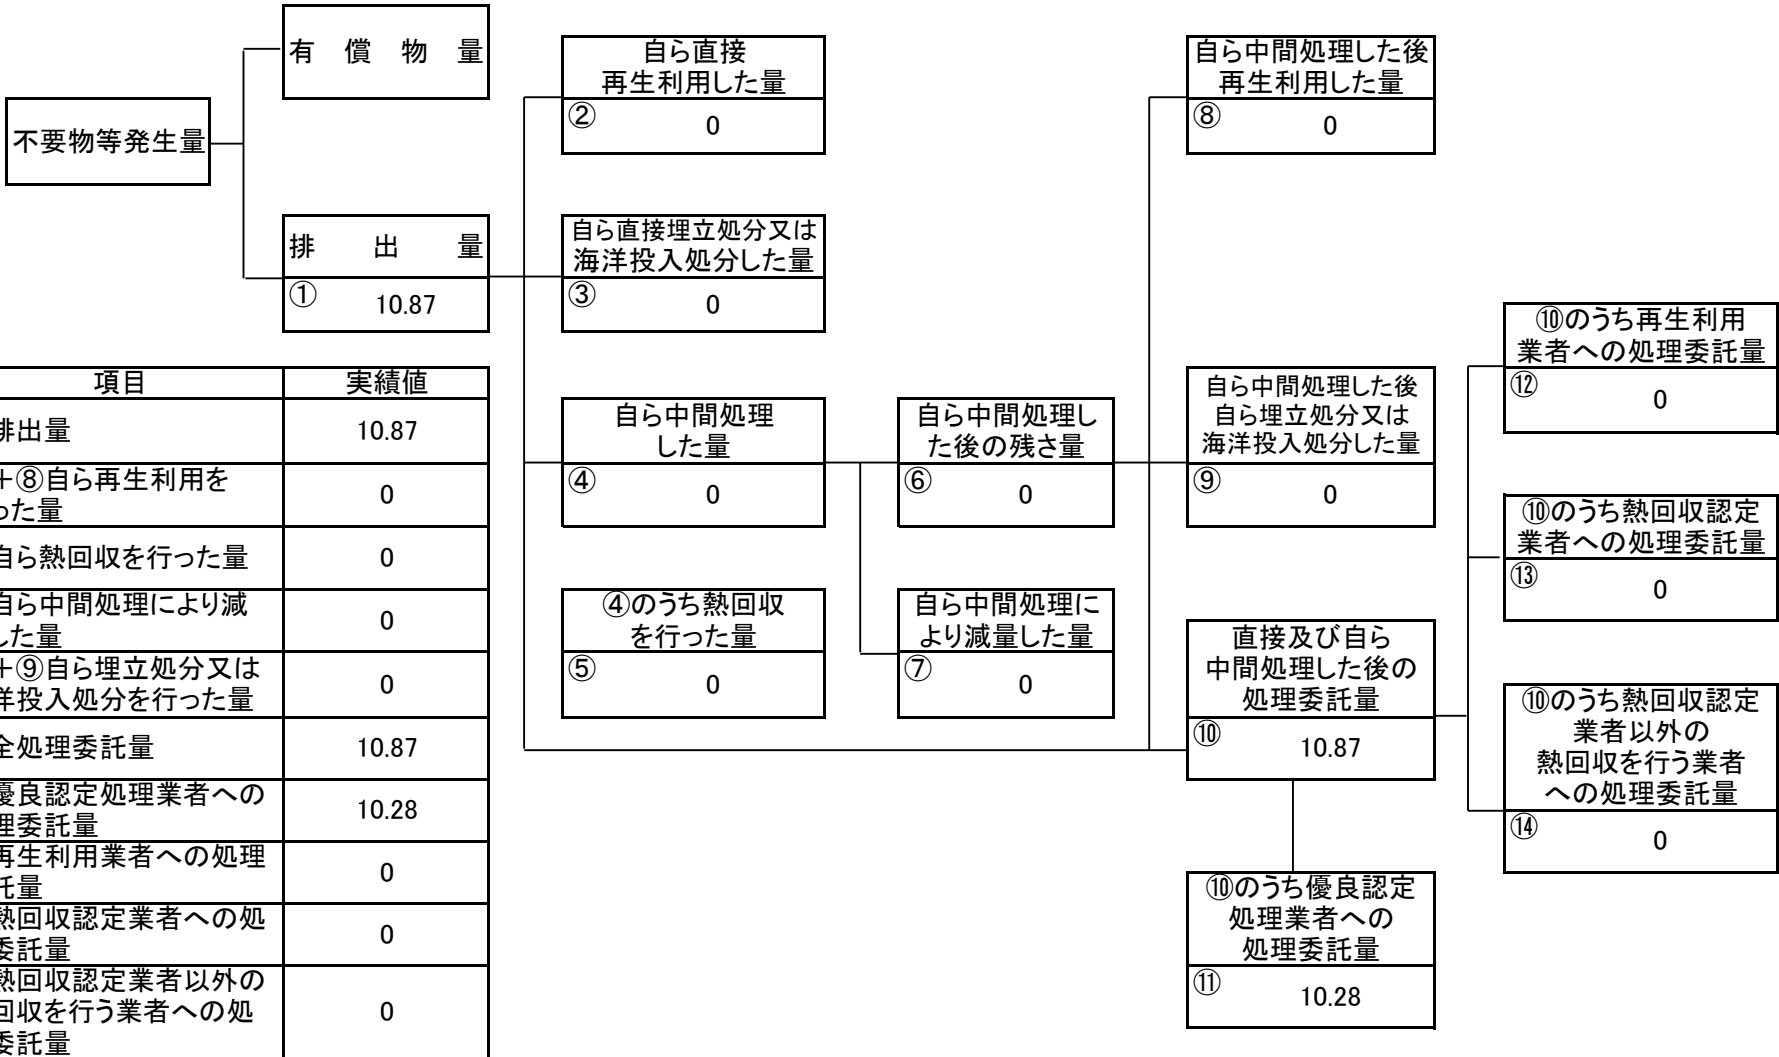 有償物量
不要物等発生量
排出量
① 10.87
自ら直接
再生利用した量
② 0
自ら直接埋立処分又は
海洋投入処分した量
③ 0
自ら中間処理
した量
④ 0
④のうち熱回収
を行った量
⑤ 0
自ら中間処理し
た後の残さ量
⑥ 0
自ら中間処理に
より減量した量
⑦ 0
自ら中間処理した後
再生利用した量
⑧ 0
自ら中間処理した後
自ら埋立処分又は
海洋投入処分した量
⑨ 0
直接及び自ら
中間処理した後の
処理委託量
⑩ 10.87
⑩のうち優良認定
処理業者への
処理委託量
⑪ 10.28
⑩のうち再生利用
業者への処理委託量
⑫ 0
⑩のうち熱回収認定
業者への処理委託量
⑬ 0
⑩のうち熱回収認定
業者以外の
熱回収を行う業者
への処理委託量
⑭ 0
項目 実績値
排出量 10.87
+⑧自ら再生利用を
った量
0
自ら熱回収を行った量 0
自ら中間処理により減
した量
0
+⑨自ら埋立処分又は
洋投入処分を行った量
0
全処理委託量 10.87
優良認定処理業者への
理委託量
10.28
再生利用業者への処理
託量
0
熱回収認定業者への処
委託量
0
熱回収認定業者以外の
回収を行う業者への処
委託量
0